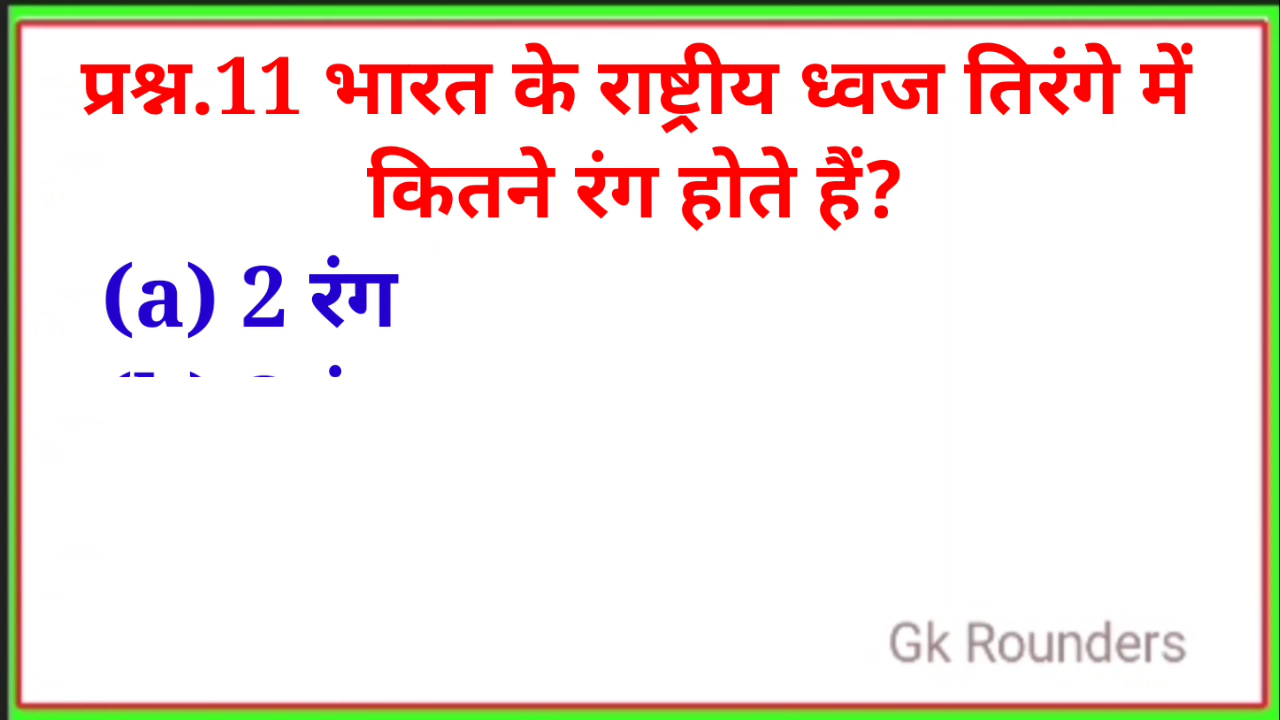 प्रश्न.11 भारत के राष्ट्रीय ध्वज तिरंगे में
कितने रंग होते हैं?
(a) 2 रंग
Gk Rounders